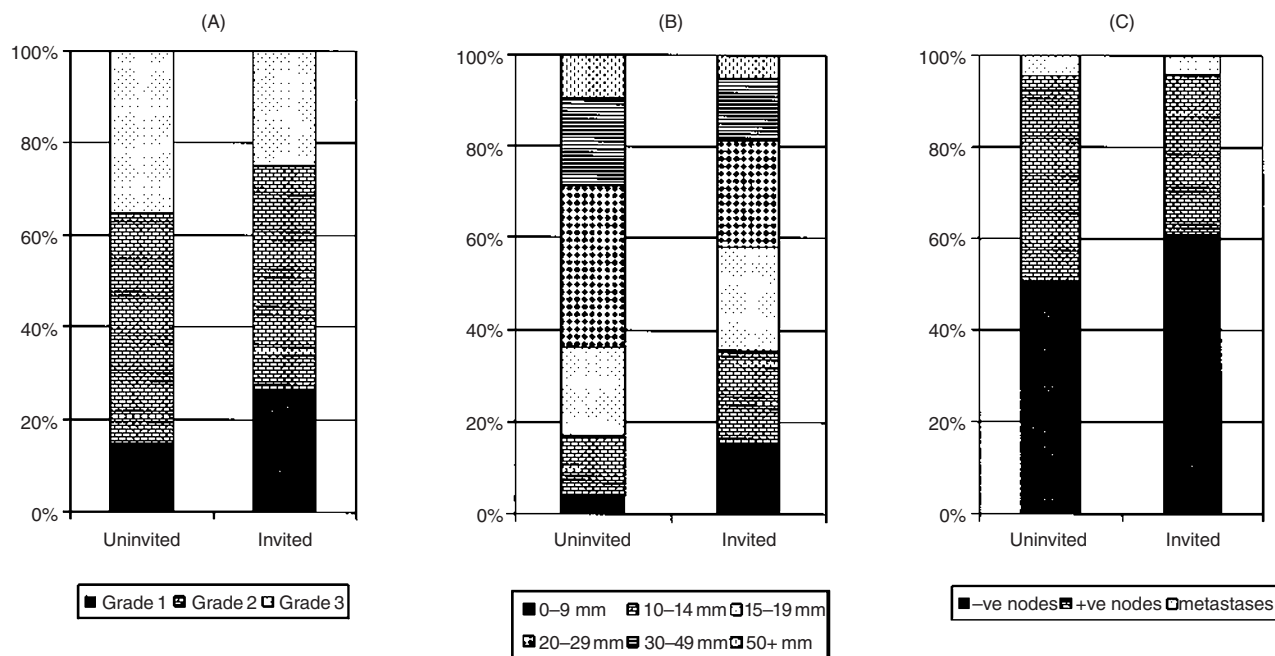 (A)
100%
80%
60%
40%
20%
0%
Uninvited Invited
Grade 1 Grade 2 Grade 3
(B)
100%
80%
60%
40%
20%
0%
Uninvited Invited
0–9 mm 10–14 mm 15–19 mm
20–29 mm 30–49 mm 50+ mm
(C)
100%
80%
60%
40%
20%
0%
Uninvited Invited
–ve nodes +ve nodes metastases